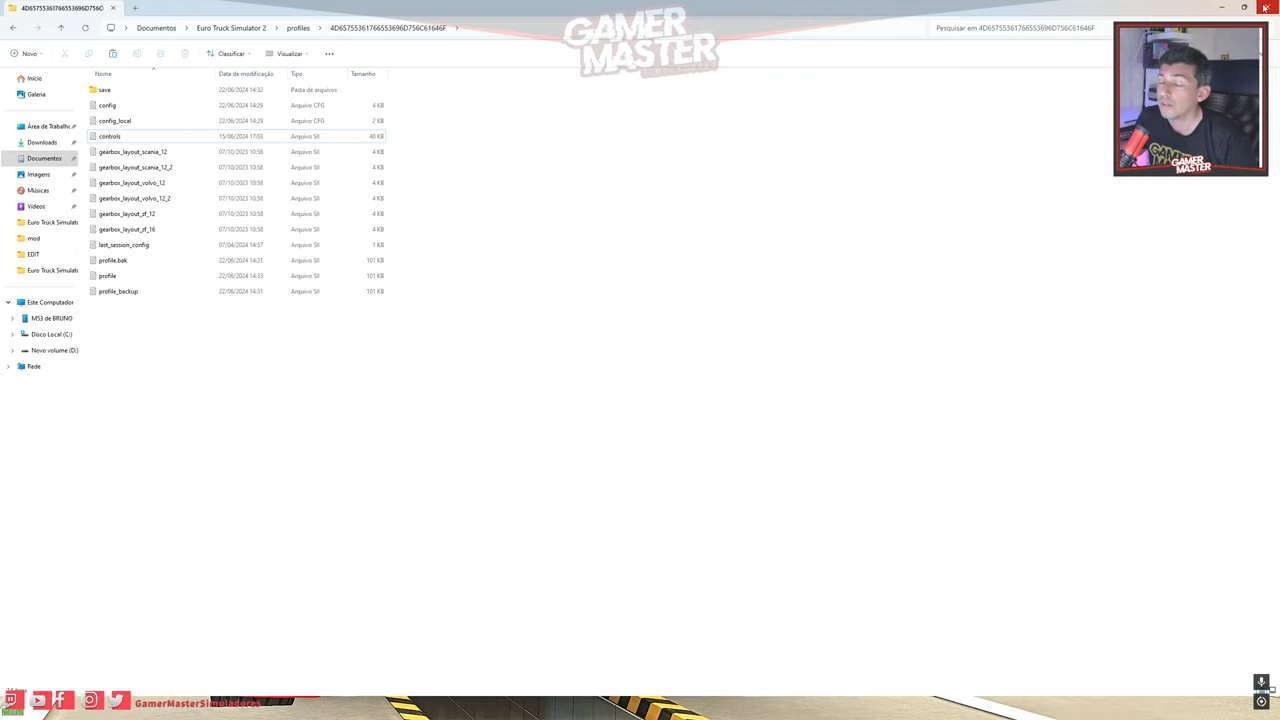 4D6575536176655 3696D756C61646F
Documentos > Euro Truck Simulator 2 > profiles > 4D65755361766553696D756C61646F >
Pesquisar em 4D65755361766553696D756C61646F
GAMER MASTER
Novo Classificar Visualizar •••
Nome Data de modificação Tipo Tamanho
save 22/06/2024 14:32 Pasta de arquivos
config 22/06/2024 14:29 Arquivo CFG 4 KB
config_local 22/06/2024 14:29 Arquivo CFG 2 KB
controls 15/06/2024 17:03 Arquivo SII 40 KB
gearbox_layout_scania_12 07/10/2023 10:58 Arquivo SII 4 KB
gearbox_layout_scania_12_2 07/10/2023 10:58 Arquivo SII 4 KB
gearbox_layout_volvo_12 07/10/2023 10:58 Arquivo SII 4 KB
gearbox_layout_volvo_12_2 07/10/2023 10:58 Arquivo SII 4 KB
gearbox_layout_zf_12 07/10/2023 10:58 Arquivo SII 4 KB
gearbox_layout_zf_16 07/10/2023 10:58 Arquivo SII 4 KB
last_session_config 07/04/2024 14:57 Arquivo SII 1 KB
profile.bak 22/06/2024 14:21 Arquivo SII 101 KB
profile 22/06/2024 14:33 Arquivo SII 101 KB
profile_backup 22/06/2024 14:31 Arquivo SII 101 KB
Início
Galeria
Área de Trabalho
Downloads
Documentos
Imagens
Músicas
Vídeos
Euro Truck Simulat
mod
EDIT
Euro Truck Simulat
Este Computador
M53 de BRUNO
Disco Local (C:)
Novo volume (D:)
Rede
GAMER MASTER
GamerMasterSimuladores